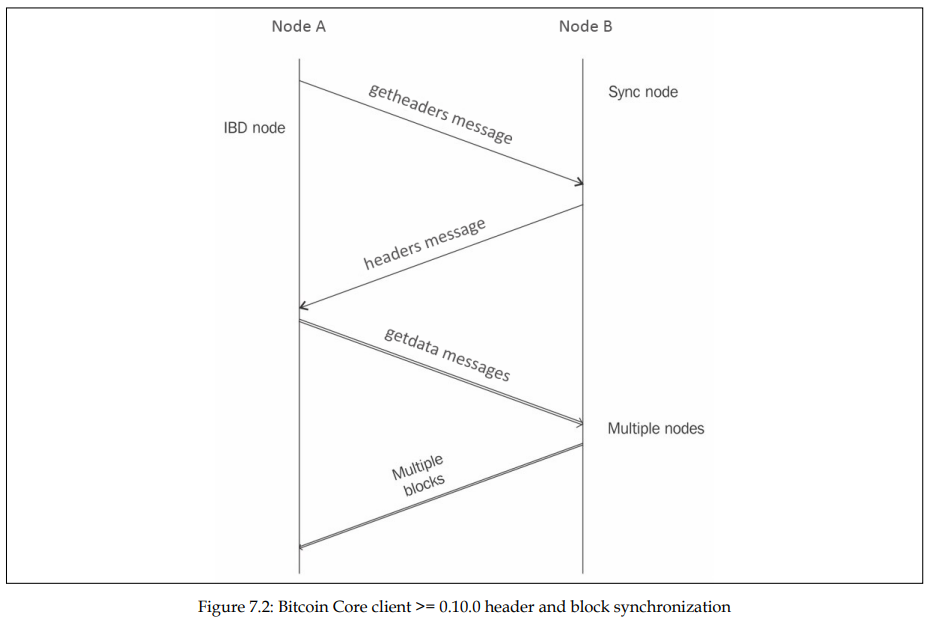 Node A
Node B
getheaders message
Sync node
IBD node
headers message
getdata messages
Multiple nodes
Multiple
blocks
Figure 7.2: Bitcoin Core client >= 0.10.0 header and block synchronization